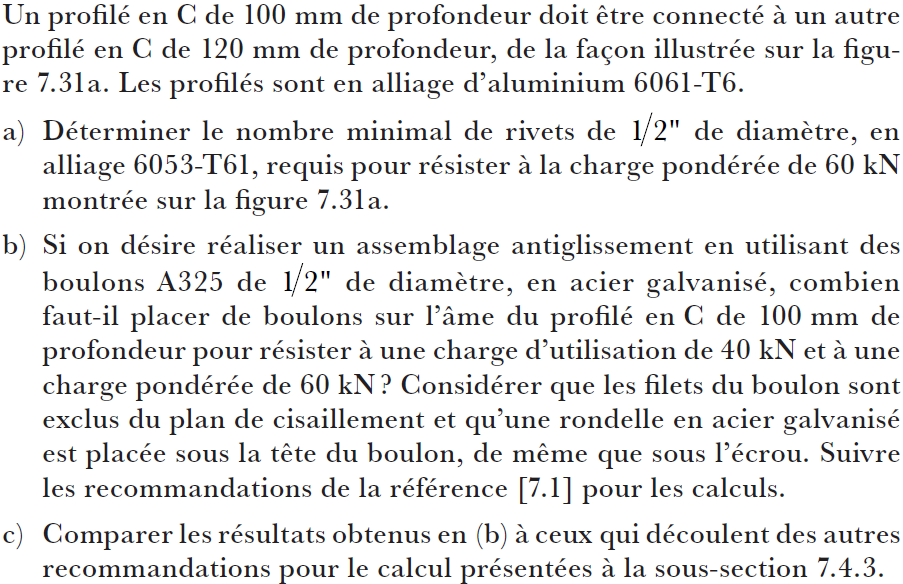 Un profilé en C de 100 mm de profondeur doit être connecté à un autre
profilé en C de 120 mm de profondeur, de la façon illustrée sur la figu-
re 7.31a. Les profilés sont en alliage d'aluminium 6061-T6.
a) Déterminer le nombre minimal de rivets de 1/2" de diamètre, en
alliage 6053-T61, requis pour résister à la charge pondérée de 60 kN
montrée sur la figure 7.31a.
b) Si on désire réaliser un assemblage antiglissement en utilisant des
boulons A325 de 1/2" de diamètre, en acier galvanisé, combien
faut-il placer de boulons sur l'âme du profilé en C de 100 mm de
profondeur pour résister à une charge d'utilisation de 40 kN et à une
charge pondérée de 60 kN? Considérer que les filets du boulon sont
exclus du plan de cisaillement et qu'une rondelle en acier galvanisé
est placée sous la tête du boulon, de même que sous l'écrou. Suivre
les recommandations de la référence [7.1] pour les calculs.
c) Comparer les résultats obtenus en (b) à ceux qui découlent des autres
recommandations pour le calcul présentées à la sous-section 7.4.3.